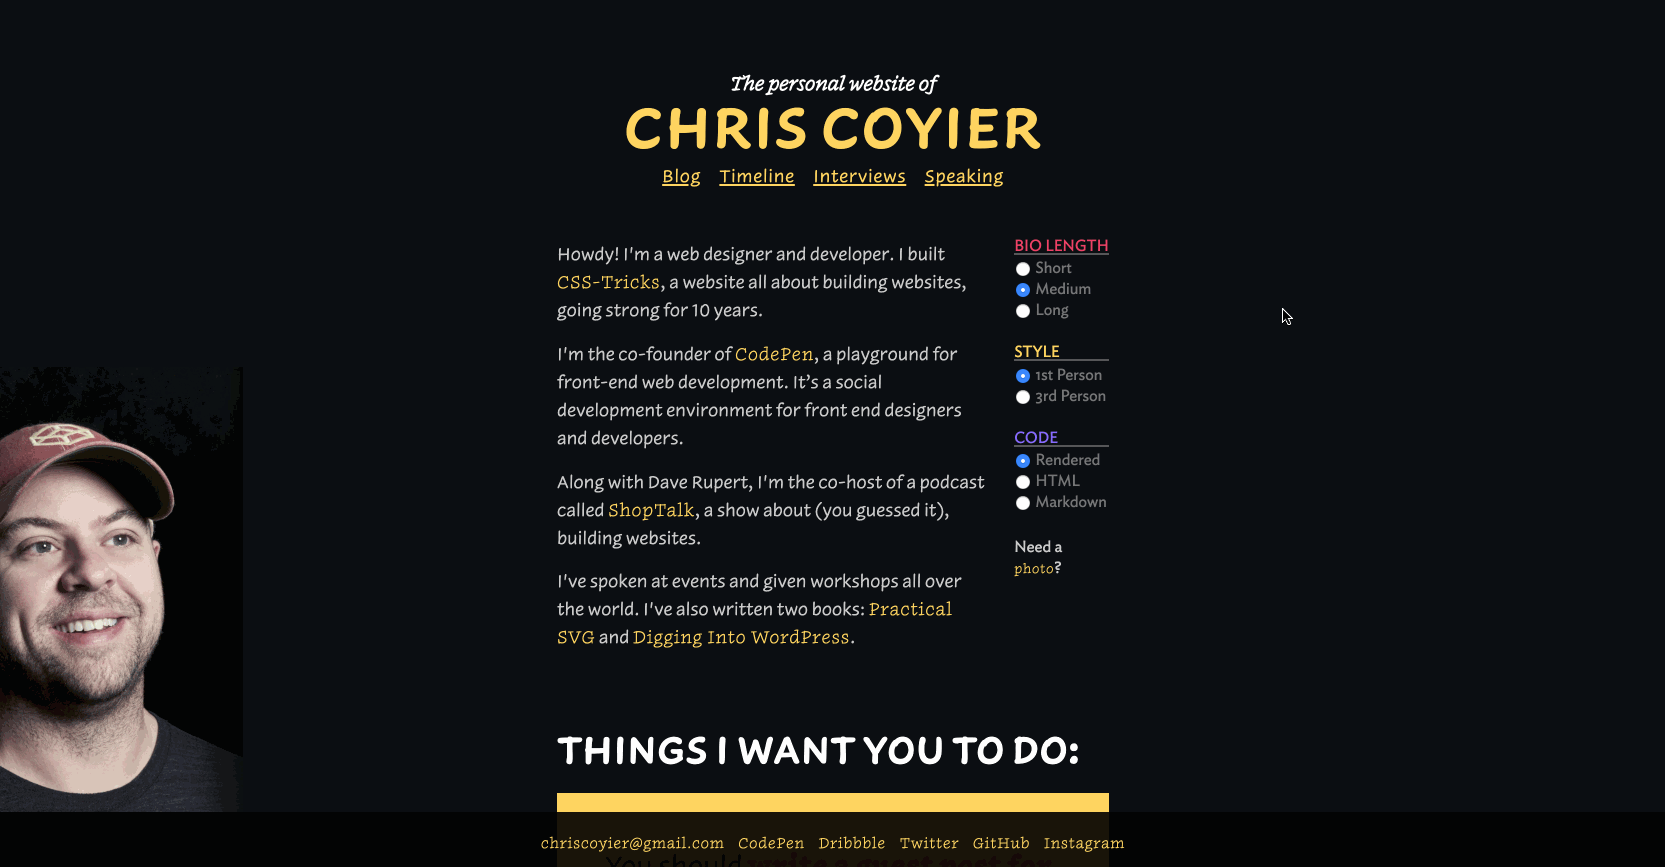 The personal website of
CHRIS COYIER
Blog Timeline Interviews Speaking
Howdy! I'm a web designer and developer. I built
CSS-Tricks, a website all about building websites,
going strong for 10 years.
I'm the co-founder of CodePen, a playground for
front-end web development. It’s a social
development environment for front end designers
and developers.
Along with Dave Rupert, I'm the co-host of a podcast
called ShopTalk, a show about (you guessed it),
building websites.
I've spoken at events and given workshops all over
the world. I've also written two books: Practical
SVG and Digging Into WordPress.
BIO LENGTH
Short
Medium
Long
STYLE
1st Person
3rd Person
CODE
Rendered
HTML
Markdown
Need a
photo?
THINGS I WANT YOU TO DO:
You should write a guest post for
chriscoyier@gmail.com CodePen Dribbble Twitter GitHub Instagram